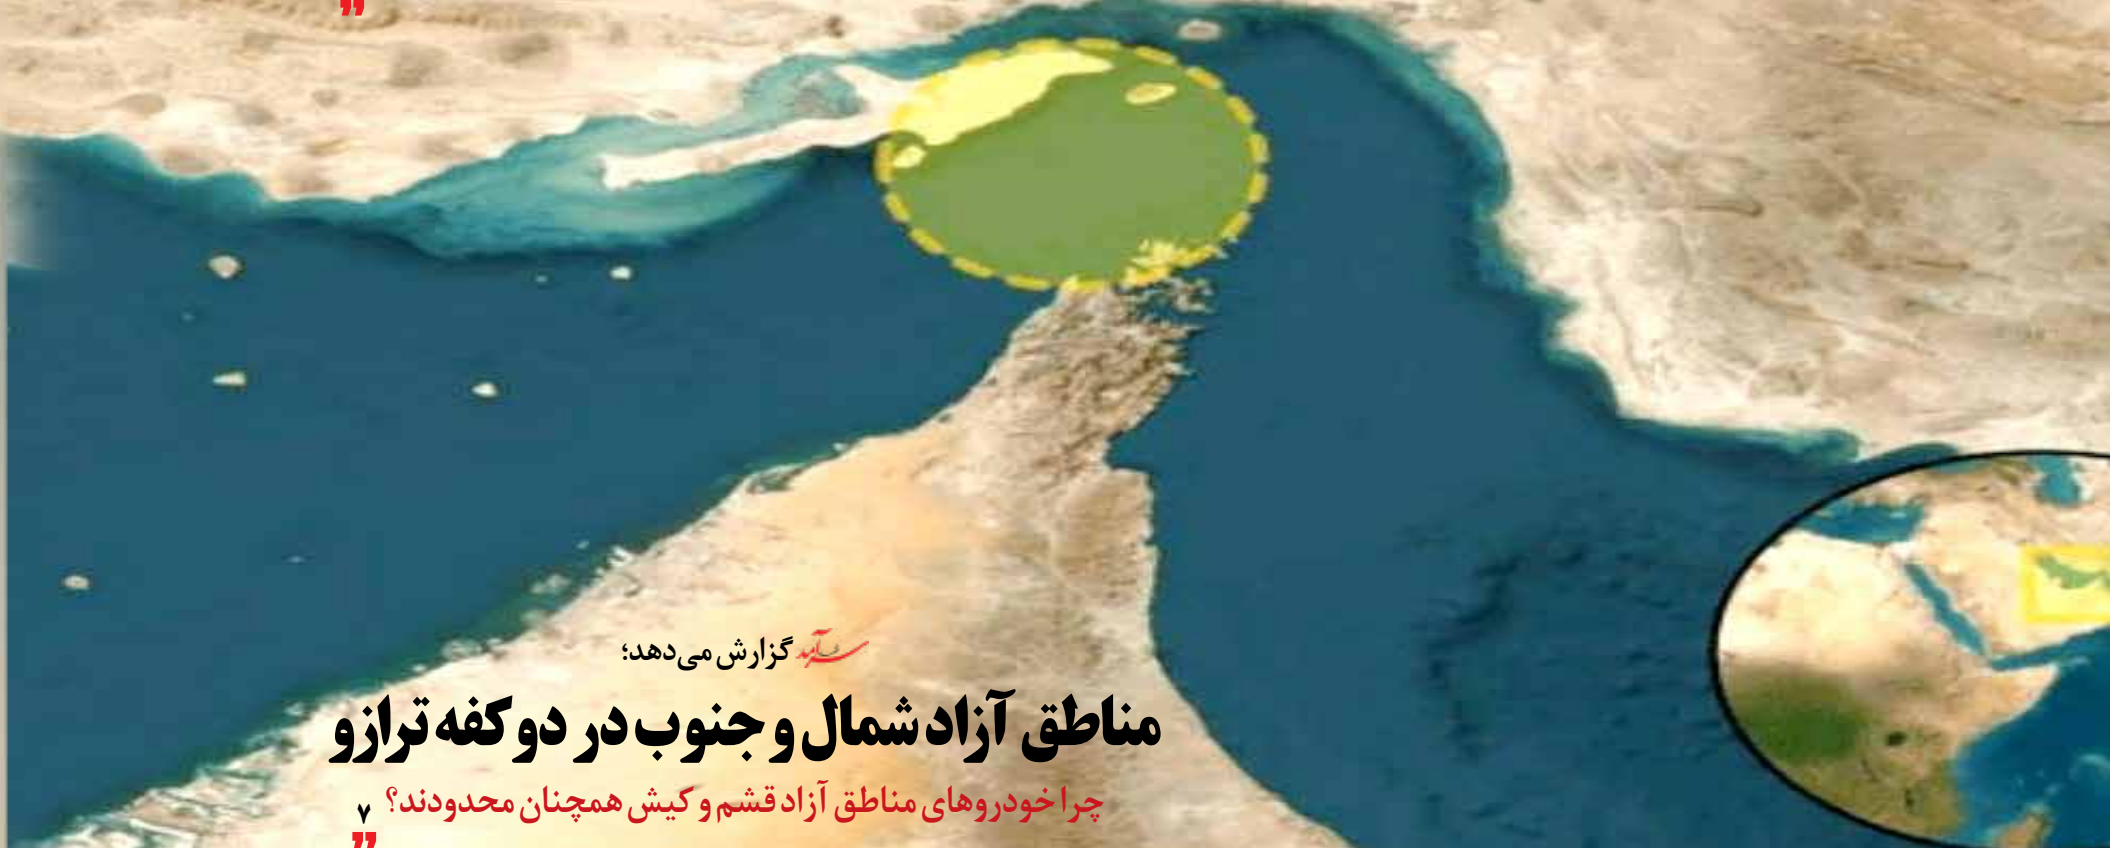 ”
سرآمد گزارش می‌دهد؛
مناطق آزاد شمال و جنوب در دو کفه ترازو
چرا خودروهای مناطق آزاد قشم و کیش همچنان محدودند؟ ۷
”